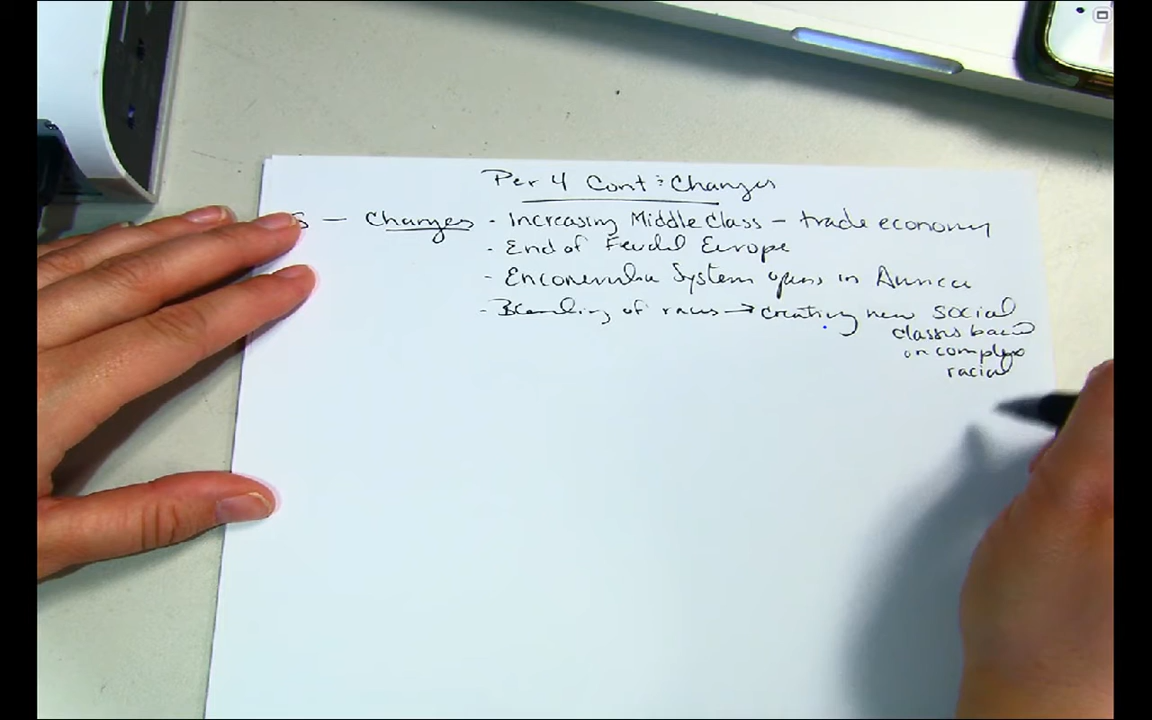 Per 4 Cont : Changes
S — Changes - Increasing Middle Class — trade economy
- End of Feudal Europe
- Encomienda System opens in America
- Blending of races → creating new social
classes based
on complex
racial